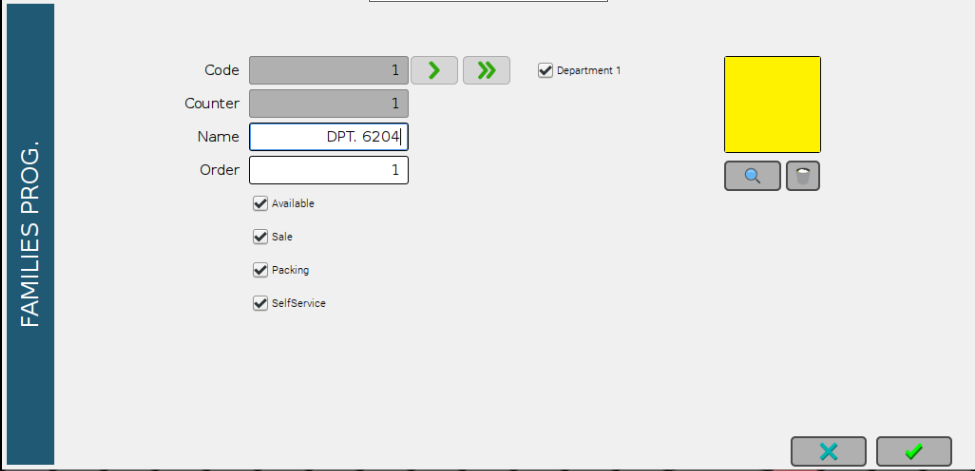 FAMILIES PROG.
Code 1 Department 1
Counter 1
Name DPT. 6204
Order 1
Available
Sale
Packing
SelfService